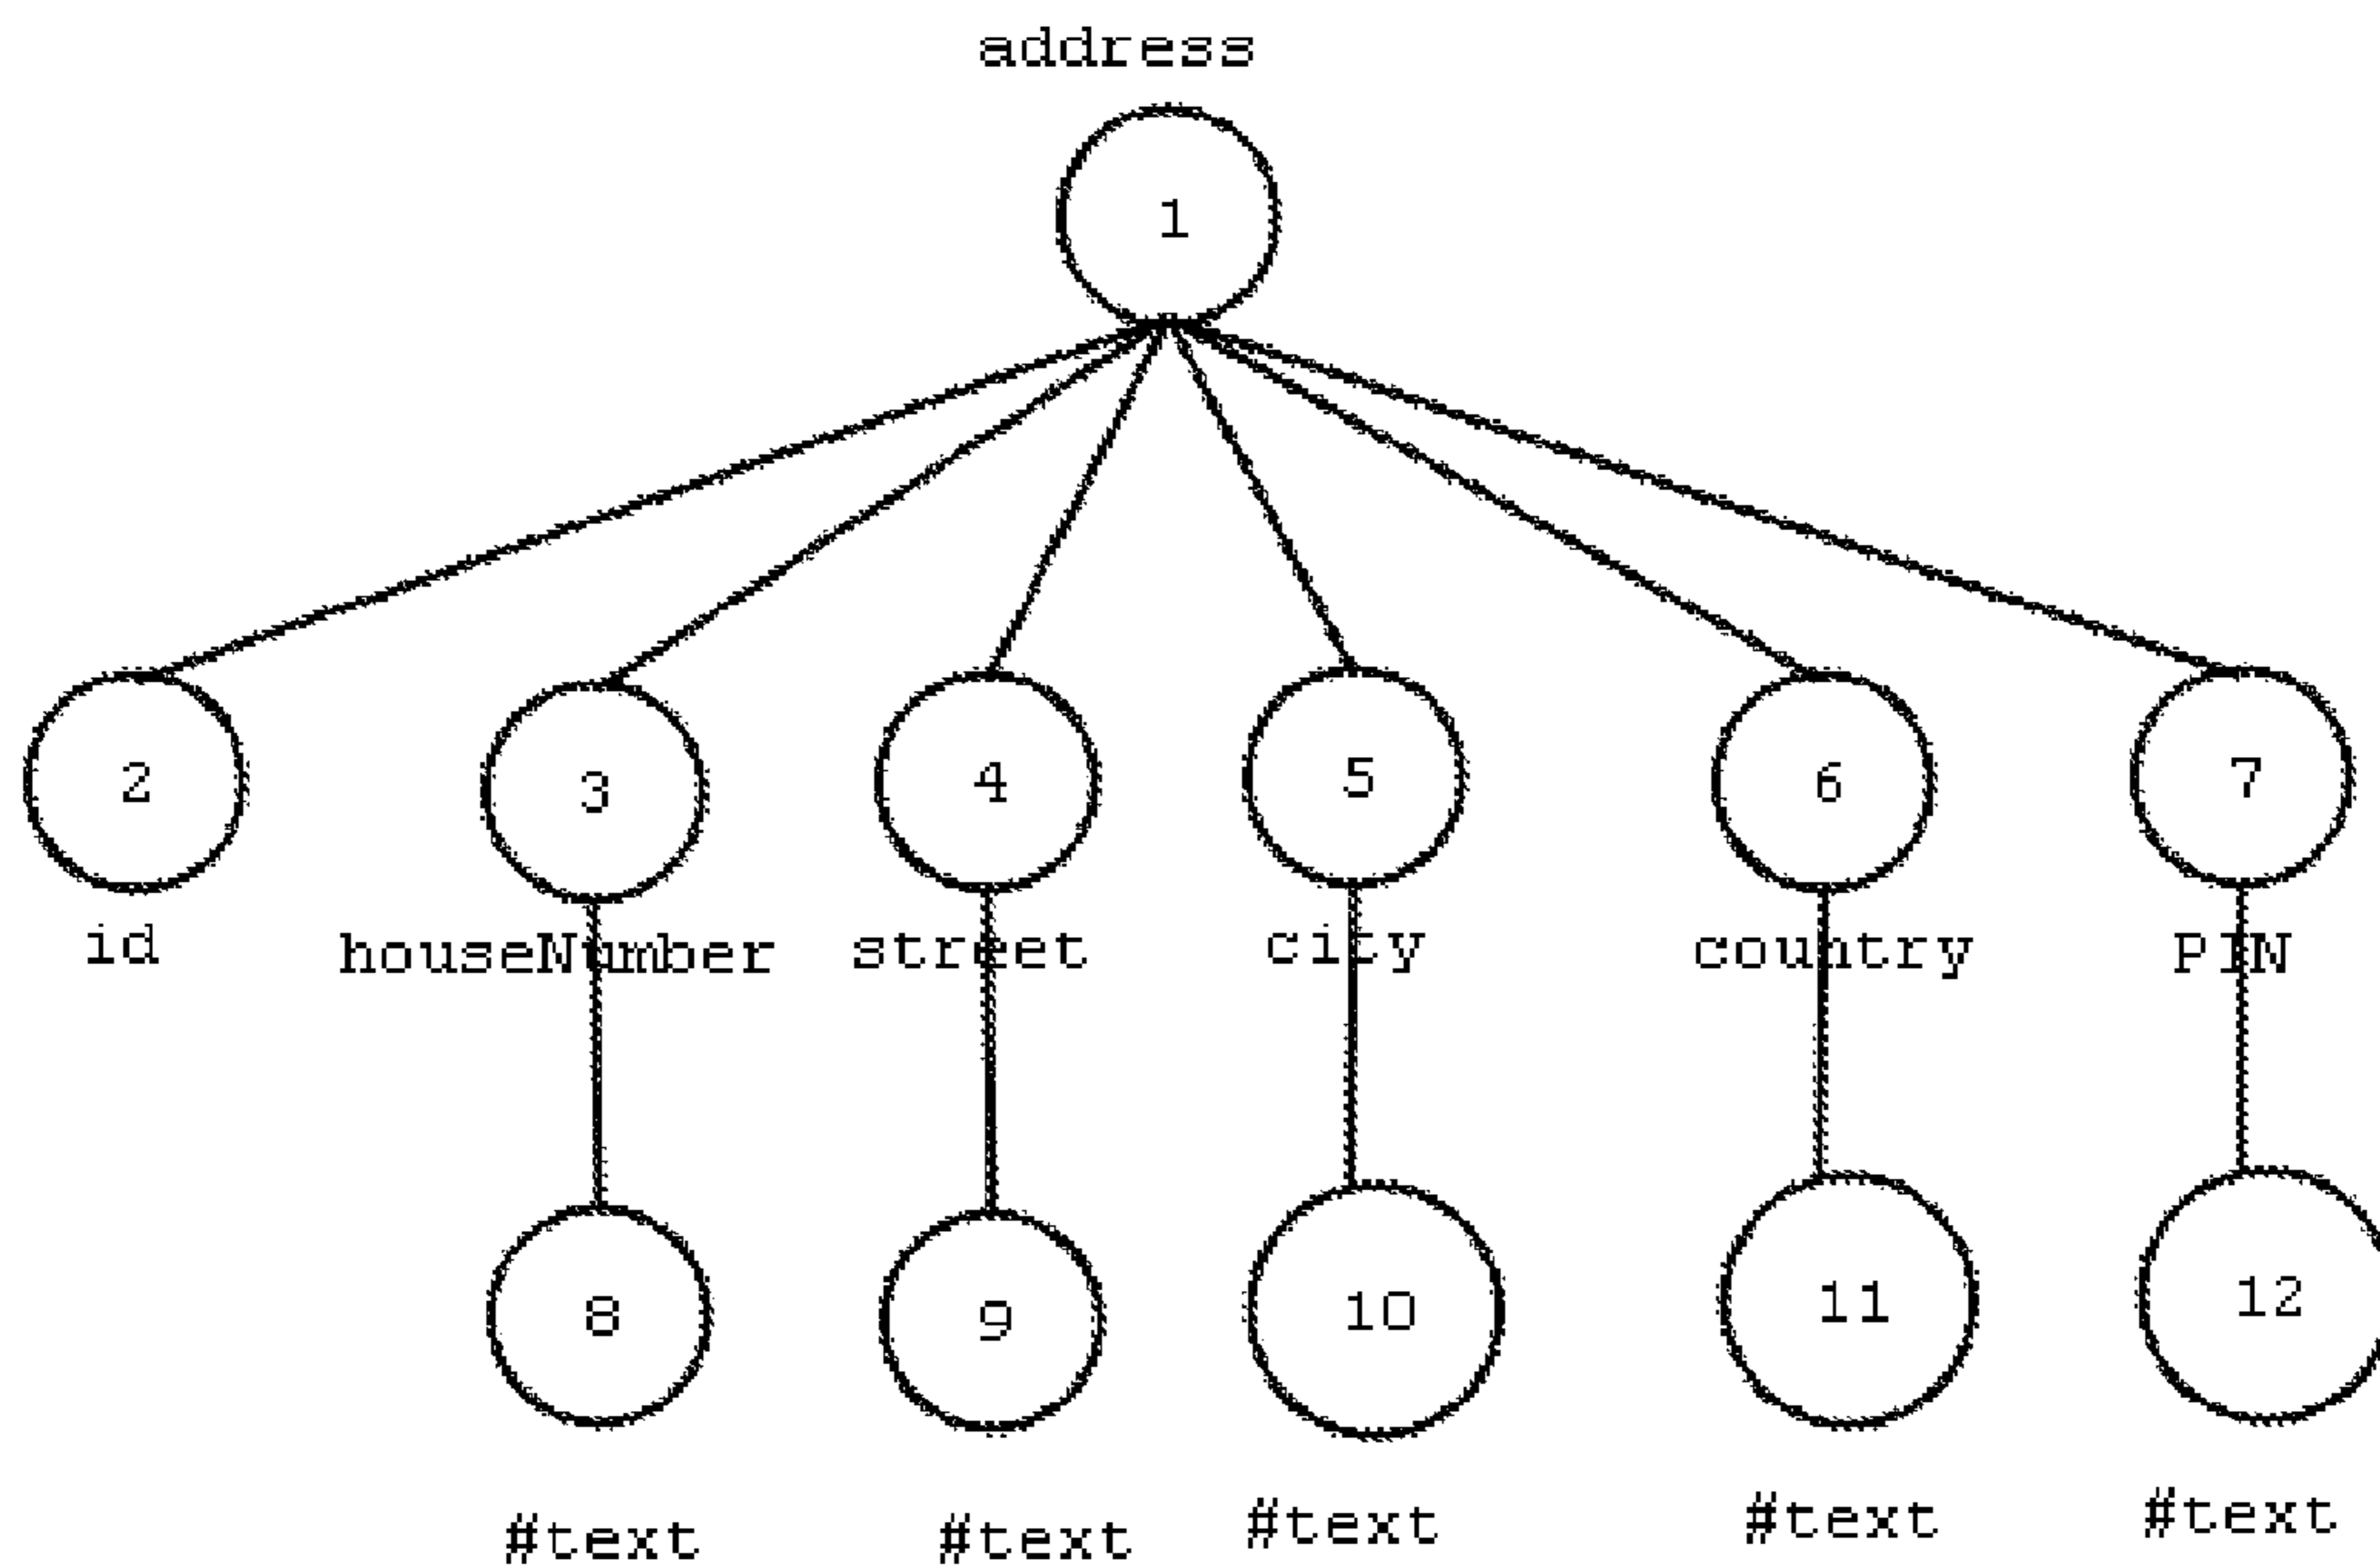 address
1
2 3 4 5 6 7
id houseNumber street city country PIN
8 9 10 11 12
#text #text #text #text #text